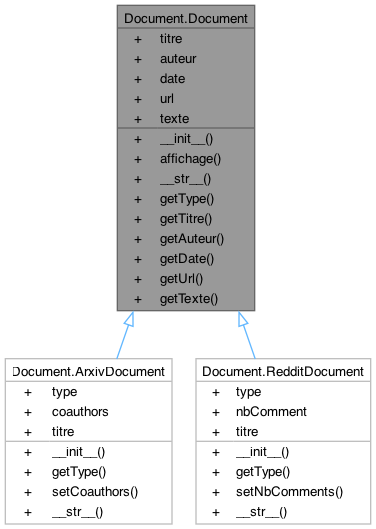 Document.Document
+ titre
+ auteur
+ date
+ url
+ texte
+ __init__()
+ affichage()
+ __str__()
+ getType()
+ getTitre()
+ getAuteur()
+ getDate()
+ getUrl()
+ getTexte()
Document.ArxivDocument
+ type
+ coauthors
+ titre
+ __init__()
+ getType()
+ setCoauthors()
+ __str__()
Document.RedditDocument
+ type
+ nbComment
+ titre
+ __init__()
+ getType()
+ setNbComments()
+ __str__()